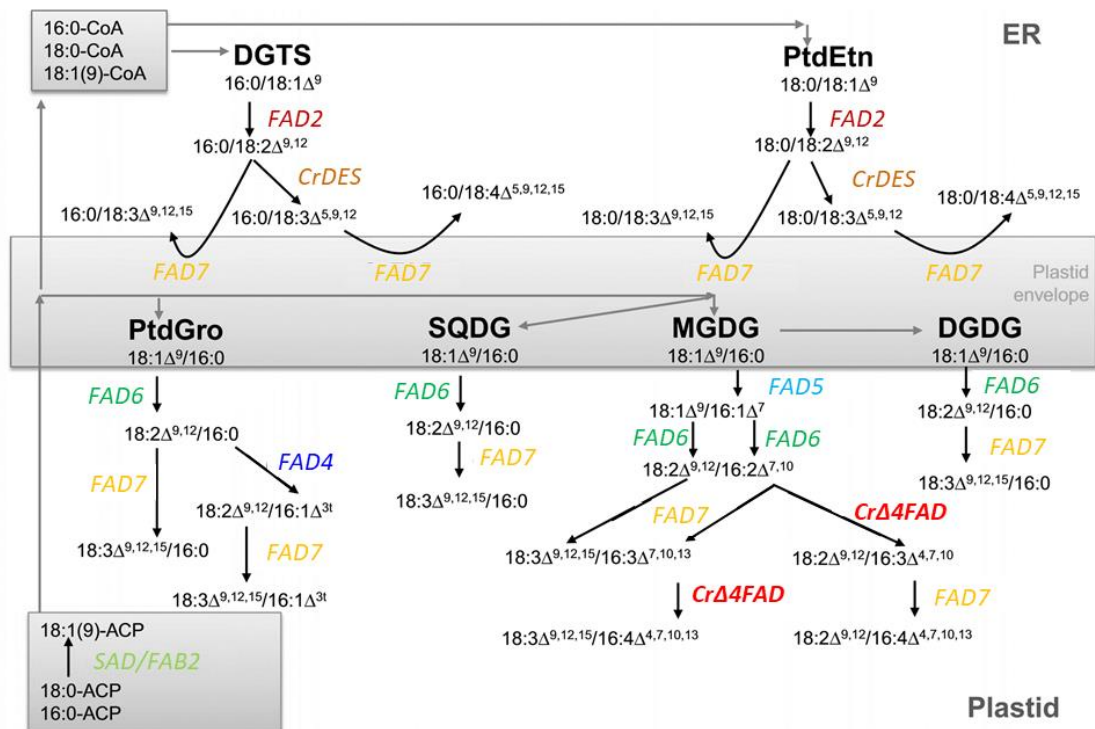 16:0-CoA
18:0-CoA
18:1(9)-CoA
ER
DGTS
16:0/18:1Δ⁹
FAD2
16:0/18:2Δ⁹,¹²
CrDES
16:0/18:3Δ⁹,¹²,¹⁵
16:0/18:3Δ⁵,⁹,¹²
16:0/18:4Δ⁵,⁹,¹²,¹⁵
FAD7
FAD7
PtdEtn
18:0/18:1Δ⁹
FAD2
18:0/18:2Δ⁹,¹²
CrDES
18:0/18:3Δ⁹,¹²,¹⁵
18:0/18:3Δ⁵,⁹,¹²
18:0/18:4Δ⁵,⁹,¹²,¹⁵
FAD7
FAD7
Plastid
envelope
PtdGro
18:1Δ⁹/16:0
FAD6
18:2Δ⁹,¹²/16:0
FAD7
FAD4
18:2Δ⁹,¹²/16:1Δ³ᵗ
18:3Δ⁹,¹²,¹⁵/16:0
FAD7
18:3Δ⁹,¹²,¹⁵/16:1Δ³ᵗ
SQDG
18:1Δ⁹/16:0
FAD6
18:2Δ⁹,¹²/16:0
FAD7
18:3Δ⁹,¹²,¹⁵/16:0
MGDG
18:1Δ⁹/16:0
FAD5
18:1Δ⁹/16:1Δ⁷
FAD6
FAD6
18:2Δ⁹,¹²/16:2Δ⁷,¹⁰
FAD7
CrΔ4FAD
18:3Δ⁹,¹²,¹⁵/16:3Δ⁷,¹⁰,¹³
18:2Δ⁹,¹²/16:3Δ⁴,⁷,¹⁰
CrΔ4FAD
FAD7
18:3Δ⁹,¹²,¹⁵/16:4Δ⁴,⁷,¹⁰,¹³
18:2Δ⁹,¹²/16:4Δ⁴,⁷,¹⁰,¹³
DGDG
18:1Δ⁹/16:0
FAD6
18:2Δ⁹,¹²/16:0
FAD7
18:3Δ⁹,¹²,¹⁵/16:0
18:1(9)-ACP
SAD/FAB2
18:0-ACP
16:0-ACP
Plastid